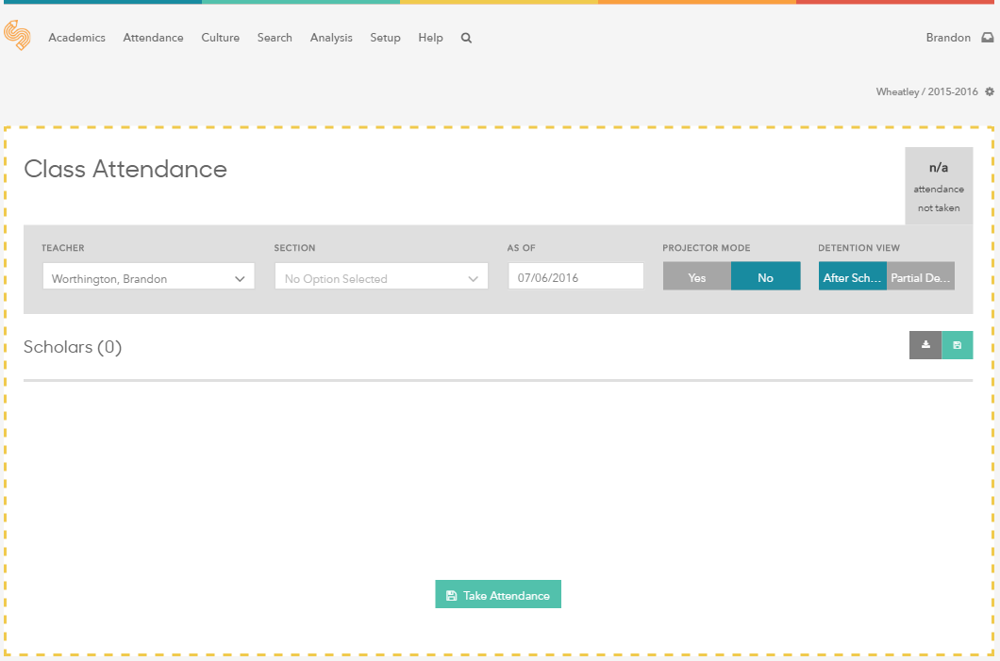 Academics Attendance Culture Search Analysis Setup Help Brandon
Wheatley / 2015-2016
Class Attendance
n/a
attendance
not taken
TEACHER SECTION AS OF PROJECTOR MODE DETENTION VIEW
Worthington, Brandon No Option Selected 07/06/2016 Yes No After Sch... Partial De...
Scholars (0)
Take Attendance